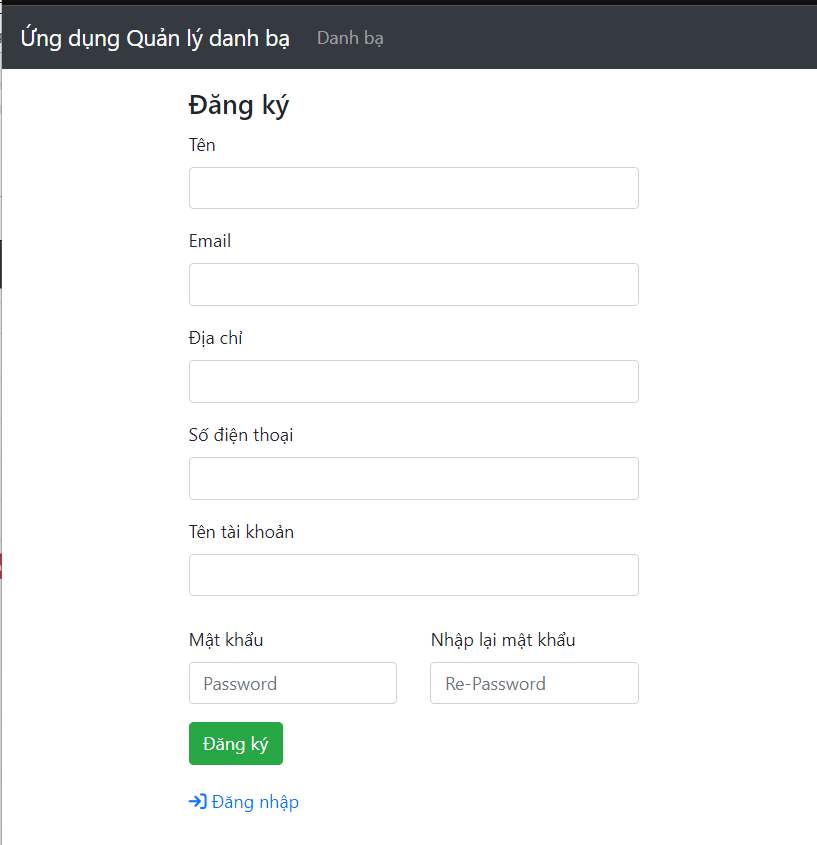 Ứng dụng Quản lý danh bạ Danh bạ
Đăng ký
Tên
Email
Địa chỉ
Số điện thoại
Tên tài khoản
Mật khẩu Nhập lại mật khẩu
Password Re-Password
Đăng ký
Đăng nhập